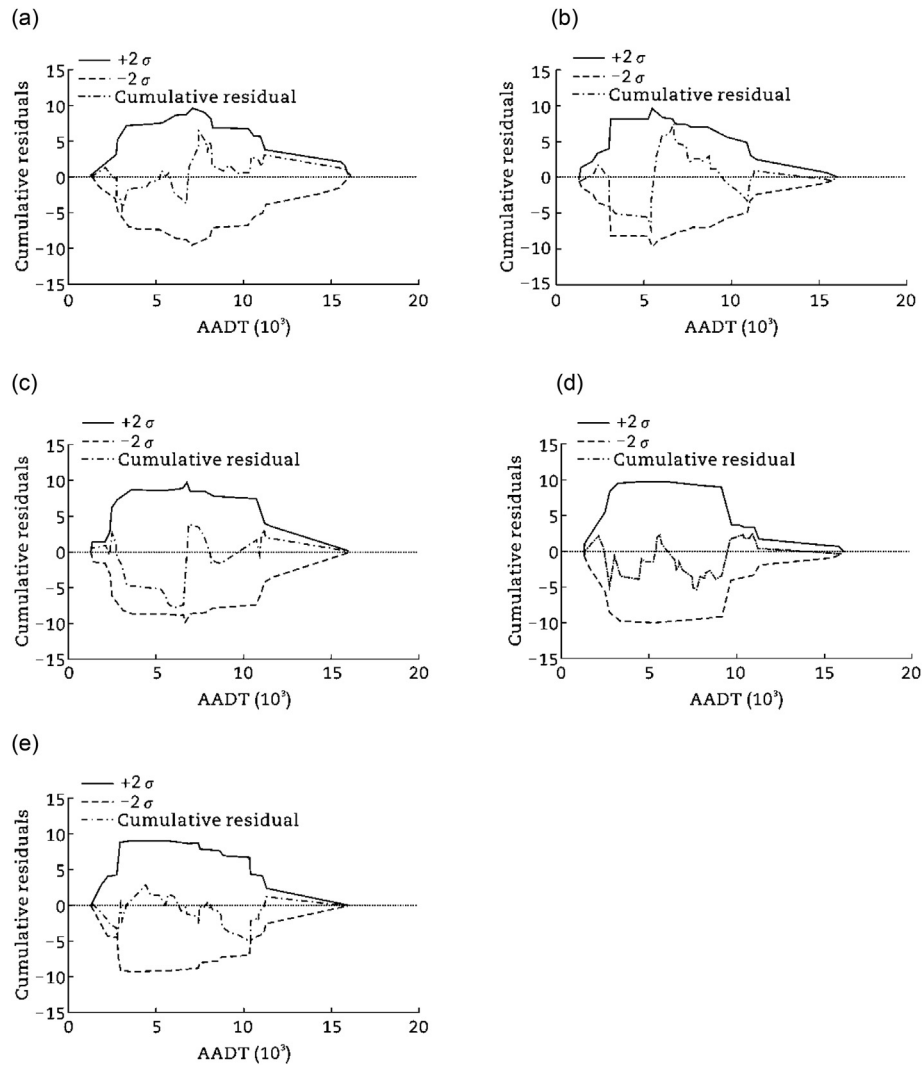 (a)
+2 σ
−2 σ
Cumulative residual
15
10
5
0
−5
−10
−15
Cumulative residuals
0 5 10 15 20
AADT (10³)
(b)
+2 σ
−2 σ
Cumulative residual
15
10
5
0
−5
−10
−15
Cumulative residuals
0 5 10 15 20
AADT (10³)
(c)
+2 σ
−2 σ
Cumulative residual
15
10
5
0
−5
−10
−15
Cumulative residuals
0 5 10 15 20
AADT (10³)
(d)
+2 σ
−2 σ
Cumulative residual
15
10
5
0
−5
−10
−15
Cumulative residuals
0 5 10 15 20
AADT (10³)
(e)
+2 σ
−2 σ
Cumulative residual
15
10
5
0
−5
−10
−15
Cumulative residuals
0 5 10 15 20
AADT (10³)